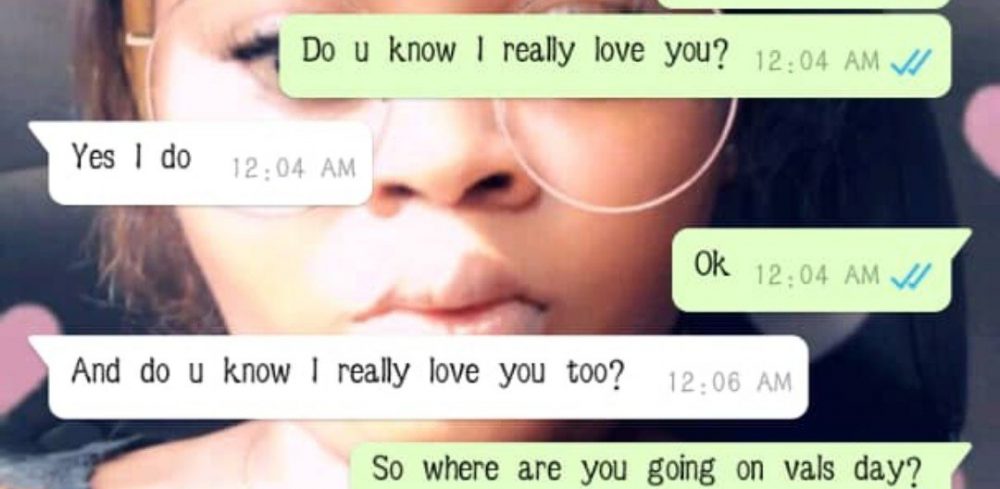 Do u know I really love you? 12:04 AM
Yes I do 12:04 AM
Ok 12:04 AM
And do u know I really love you too? 12:06 AM
So where are you going on vals day?